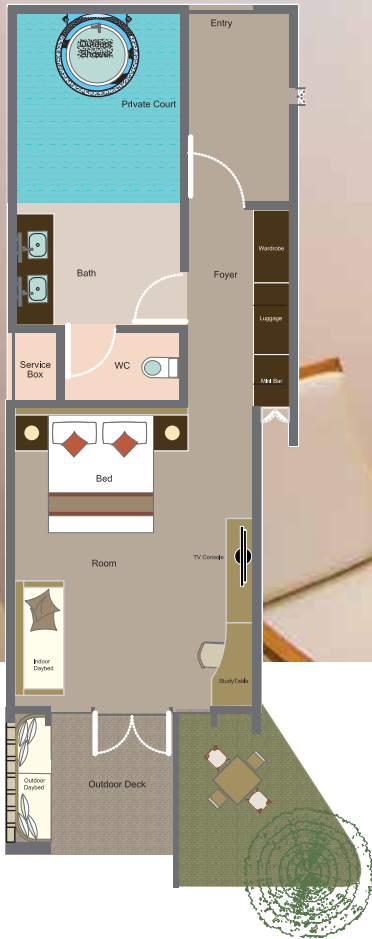 Entry
Outdoor
Shower
Private Court
Wardrobe
Bath
Foyer
Luggage
Service
Box
WC
Mini Bar
Bed
TV Console
Room
Indoor
Daybed
StudyTable
Outdoor
Daybed
Outdoor Deck